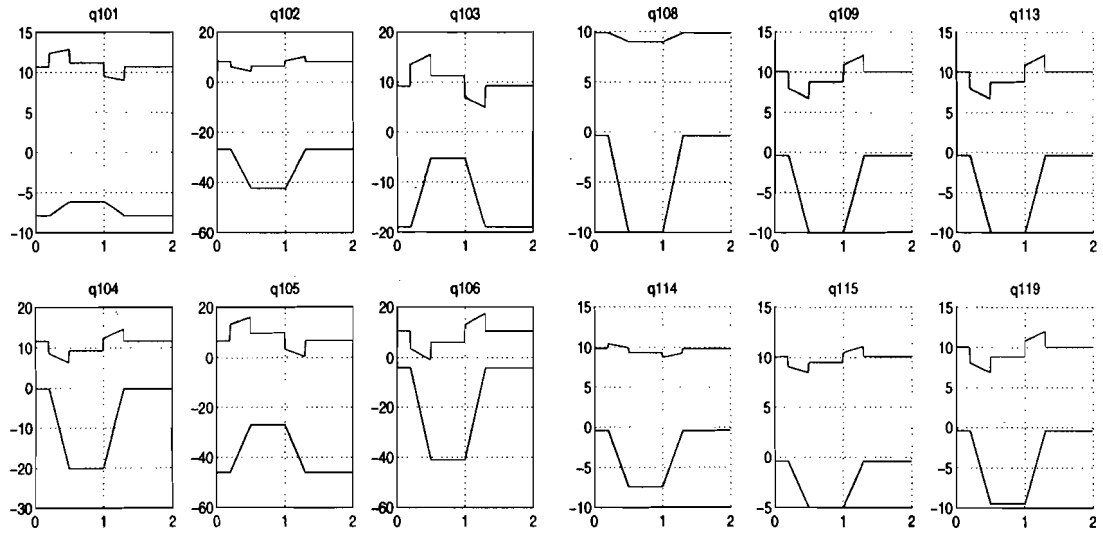 q101 q102 q103 q108 q109 q113
15 20 20 10 15 15
10 0 10 5 10 10
5 5 5
0 -20 0 0 0 0
-5 -40 -10 -5 -5 -5
-10 -60 -20 -10 -10 -10
0 1 2 0 1 2 0 1 2 0 1 2 0 1 2 0 1 2
q104 q105 q106 q114 q115 q119
20 20 20 15 15 15
10 0 0 10 10 10
0 5 5
-10 -20 -20 0 5 0
-20 -40 -40 -5 0 -5
-30 -60 -60 -10 -5 -10
0 1 2 0 1 2 0 1 2 0 1 2 0 1 2 0 1 2